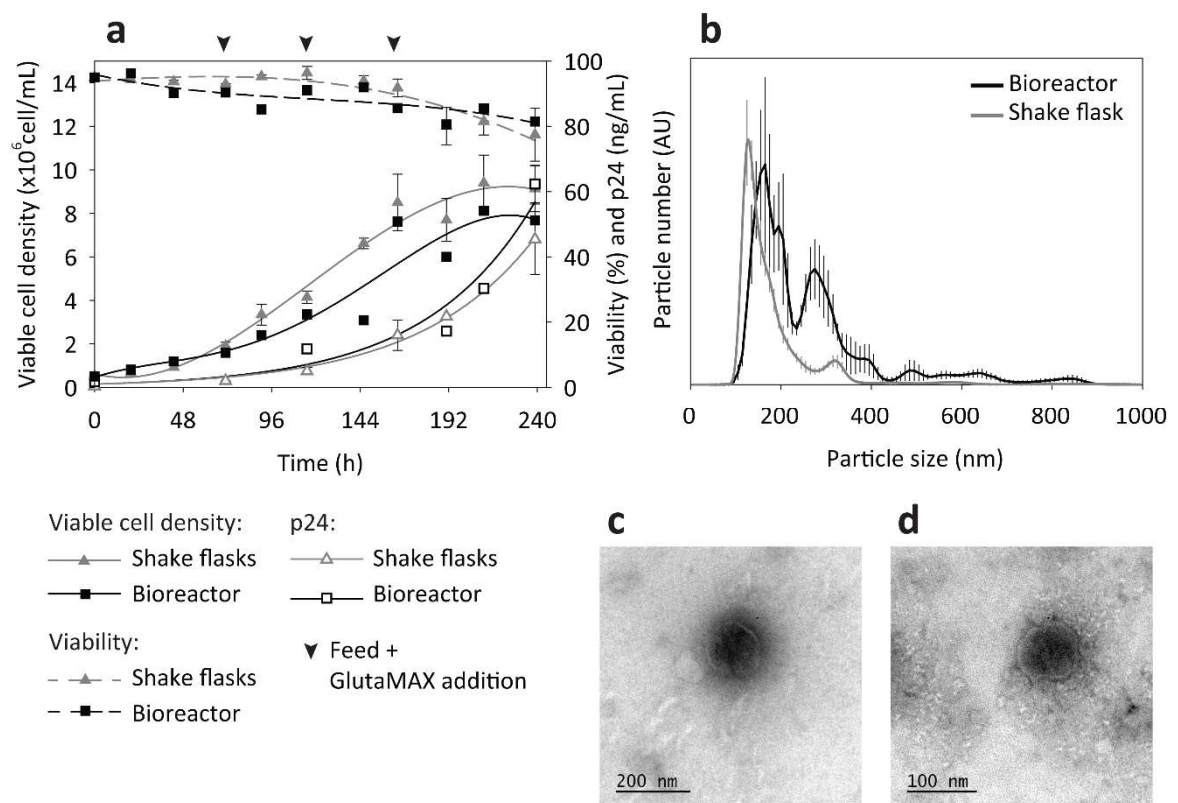 a
Viable cell density (x10⁶cell/mL)
14
12
10
8
6
4
2
0
100
80
60
40
20
0
Viability (%) and p24 (ng/mL)
0 48 96 144 192 240
Time (h)
b
Particle number (AU)
Bioreactor
Shake flask
0 200 400 600 800 1000
Particle size (nm)
Viable cell density:
Shake flasks
Bioreactor
Viability:
Shake flasks
Bioreactor
p24:
Shake flasks
Bioreactor
Feed +
GlutaMAX addition
c
200 nm
d
100 nm